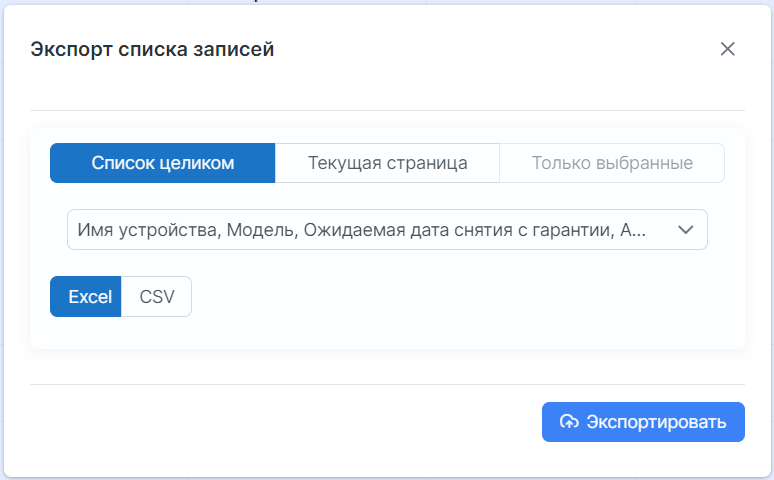 Экспорт списка записей
Список целиком Текущая страница Только выбранные
Имя устройства, Модель, Ожидаемая дата снятия с гарантии, А...
Excel CSV
Экспортировать